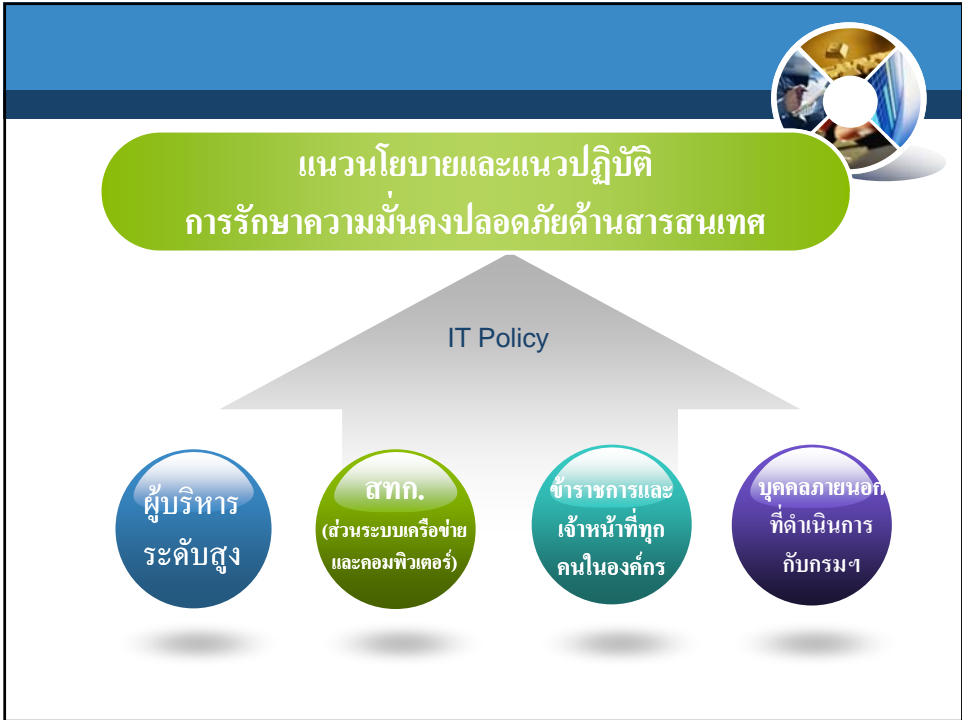 แนวนโยบายและแนวปฏิบัติ
การรักษาความมั่นคงปลอดภัยด้านสารสนเทศ
IT Policy
ผู้บริหาร
ระดับสูง
สทก.
(ส่วนระบบเครือข่าย
และคอมพิวเตอร์)
ข้าราชการและ
เจ้าหน้าที่ทุก
คนในองค์กร
บุคคลภายนอก
ที่ดำเนินการ
กับกรมฯ